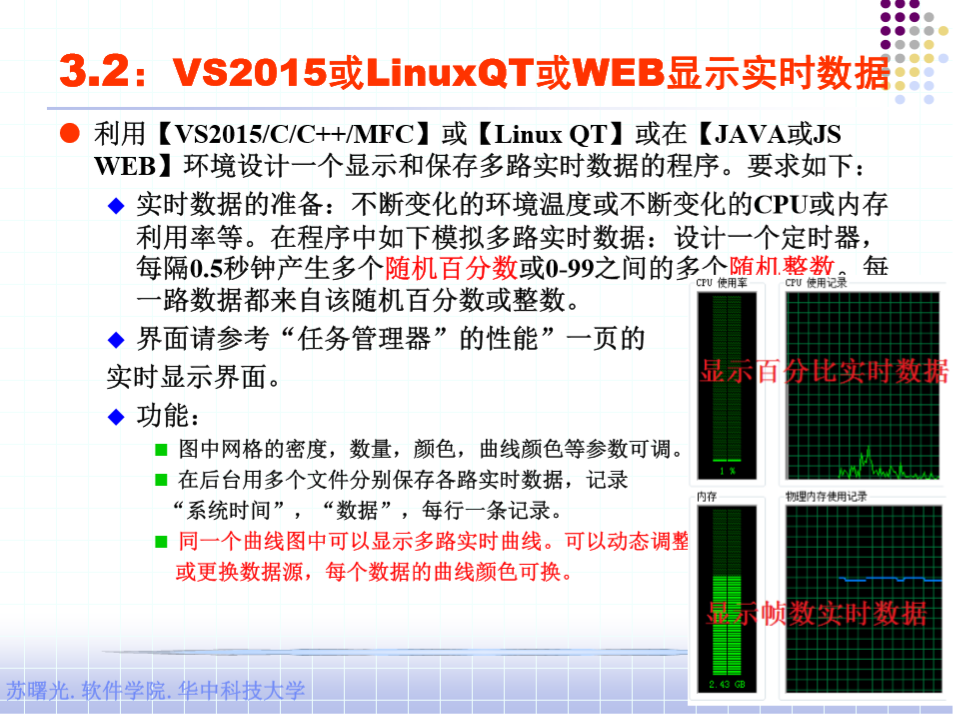 3.2：VS2015或LinuxQT或WEB显示实时数据
利用【VS2015/C/C++/MFC】或【Linux QT】或在【JAVA或JS
WEB】环境设计一个显示和保存多路实时数据的程序。要求如下：
实时数据的准备：不断变化的环境温度或不断变化的CPU或内存
利用率等。在程序中如下模拟多路实时数据：设计一个定时器，
每隔0.5秒钟产生多个随机百分数或0-99之间的多个随机整数。每
一路数据都来自该随机百分数或整数。
界面请参考“任务管理器”的性能”一页的
实时显示界面。
功能：
图中网格的密度，数量，颜色，曲线颜色等参数可调。
在后台用多个文件分别保存各路实时数据，记录
“系统时间”，“数据”，每行一条记录。
同一个曲线图中可以显示多路实时曲线。可以动态调整
或更换数据源，每个数据的曲线颜色可换。
CPU 使用率
CPU 使用记录
显示百分比实时数据
1 %
内存
物理内存使用记录
显示帧数实时数据
2.43 GB
苏曙光.软件学院.华中科技大学